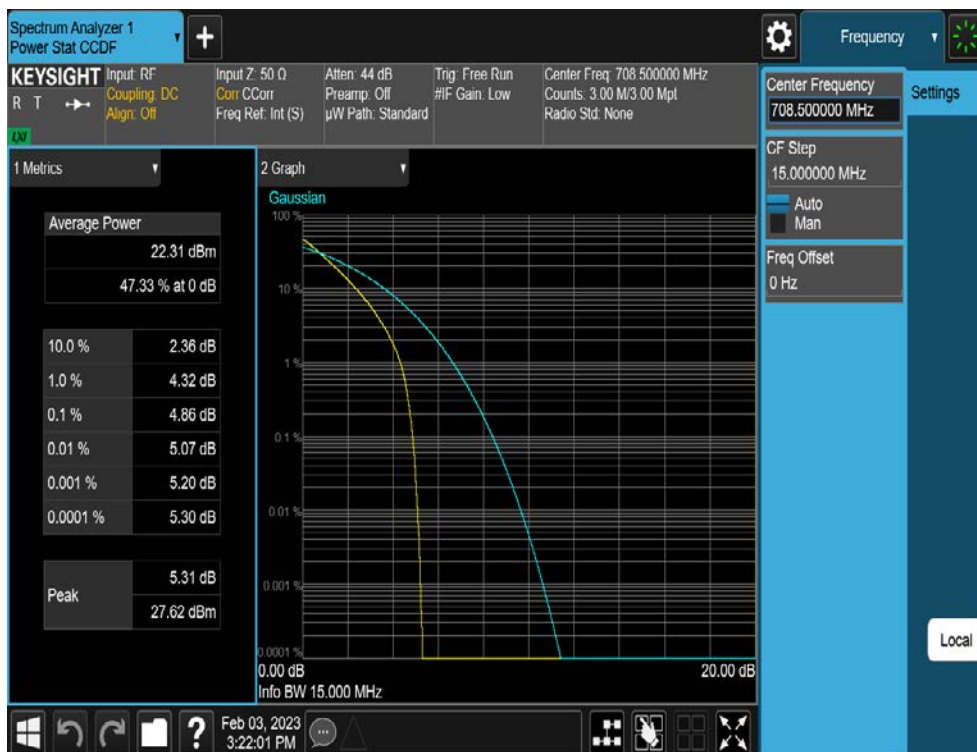 Spectrum Analyzer 1
Power Stat CCDF
Frequency
KEYSIGHT
R T
LXI
Input: RF
Coupling: DC
Align: Off
Input Z: 50 Ω
Corr CCorr
Freq Ref: Int (S)
Atten: 44 dB
Preamp: Off
µW Path: Standard
Trig: Free Run
#IF Gain: Low
Center Freq: 708.500000 MHz
Counts: 3.00 M/3.00 Mpt
Radio Std: None
Center Frequency
708.500000 MHz
Settings
CF Step
15.000000 MHz
Auto
Man
Freq Offset
0 Hz
Local
1 Metrics
Average Power
22.31 dBm
47.33 % at 0 dB
10.0 % 2.36 dB
1.0 % 4.32 dB
0.1 % 4.86 dB
0.01 % 5.07 dB
0.001 % 5.20 dB
0.0001 % 5.30 dB
Peak
5.31 dB
27.62 dBm
2 Graph
Gaussian
100 %
10 %
1 %
0.1 %
0.01 %
0.001 %
0.0001 %
0.00 dB 20.00 dB
Info BW 15.000 MHz
?
Feb 03, 2023
3:22:01 PM